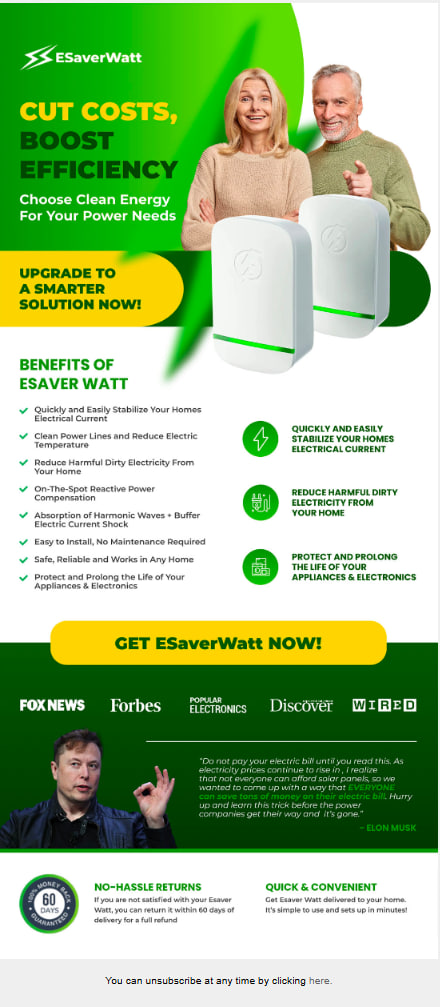 ESaverWatt
CUT COSTS,
BOOST
EFFICIENCY
Choose Clean Energy
For Your Power Needs
UPGRADE TO
A SMARTER
SOLUTION NOW!
BENEFITS OF
ESAVER WATT
Quickly and Easily Stabilize Your Homes
Electrical Current
Clean Power Lines and Reduce Electric
Temperature
Reduce Harmful Dirty Electricity From
Your Home
On-The-Spot Reactive Power
Compensation
Absorption of Harmonic Waves + Buffer
Electric Current Shock
Easy to Install, No Maintenance Required
Safe, Reliable and Works in Any Home
Protect and Prolong the Life of Your
Appliances & Electronics
QUICKLY AND EASILY
STABILIZE YOUR HOMES
ELECTRICAL CURRENT
REDUCE HARMFUL DIRTY
ELECTRICITY FROM
YOUR HOME
PROTECT AND PROLONG
THE LIFE OF YOUR
APPLIANCES & ELECTRONICS
GET ESaverWatt NOW!
FOX NEWS
Forbes
POPULAR
ELECTRONICS
Discover
WIRED
"Do not pay your electric bill until you read this. As
electricity prices continue to rise in , I realize
that not everyone can afford solar panels, so we
wanted to come up with a way that EVERYONE
can save tons of money on their electric bill. Hurry
up and learn this trick before the power
companies get their way and it's gone."
– ELON MUSK
100% MONEY BACK
60
DAYS
GUARANTEED
NO-HASSLE RETURNS
If you are not satisfied with your Esaver
Watt, you can return it within 60 days of
delivery for a full refund
QUICK & CONVENIENT
Get Esaver Watt delivered to your home.
It's simple to use and sets up in minutes!
You can unsubscribe at any time by clicking here.